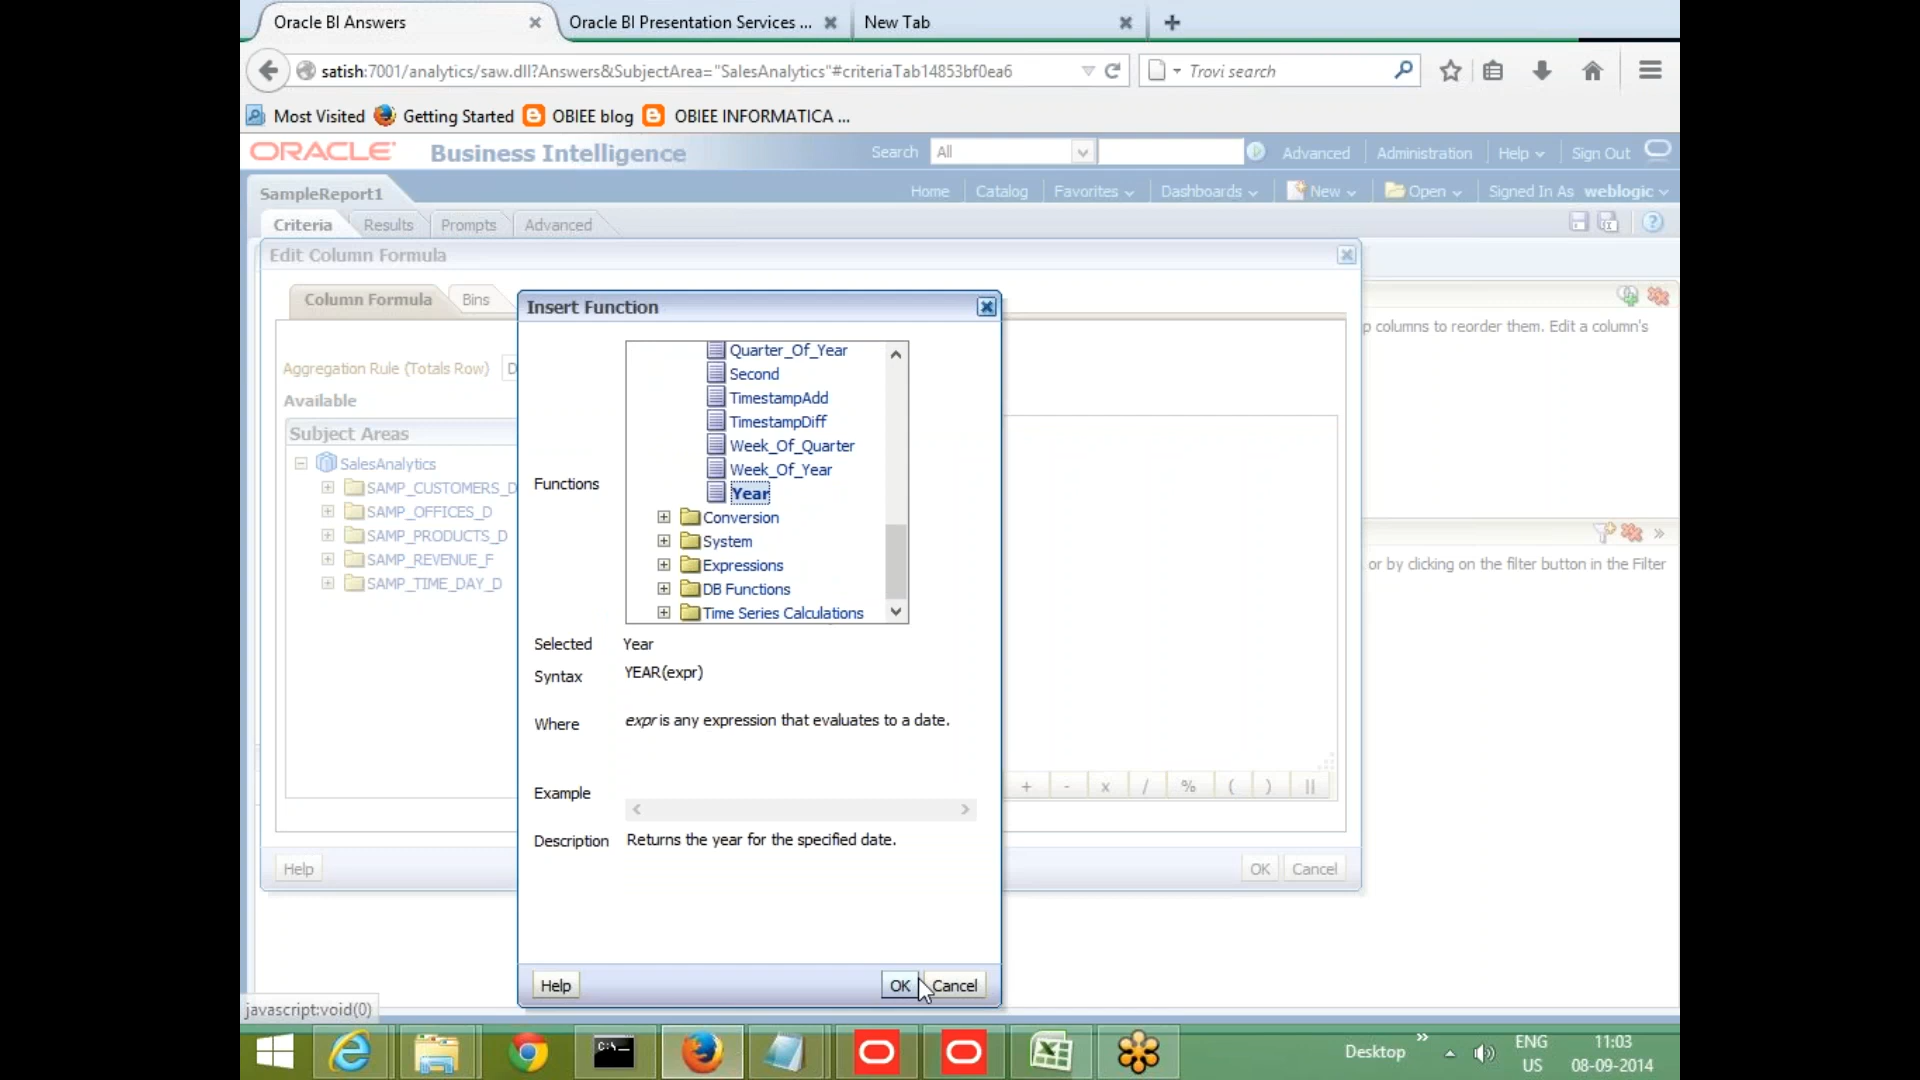 Oracle BI Answers
Oracle BI Presentation Services ...
New Tab
satish:7001/analytics/saw.dll?Answers&SubjectArea="SalesAnalytics"#criteriaTab14853bf0ea6
Trovi search
Most Visited
Getting Started
OBIEE blog
OBIEE INFORMATICA ...
ORACLE Business Intelligence
Search
All
Advanced
Administration
Help
Sign Out
SampleReport1
Home
Catalog
Favorites
Dashboards
New
Open
Signed In As weblogic
Criteria
Results
Prompts
Advanced
Edit Column Formula
Column Formula
Bins
Insert Function
p columns to reorder them. Edit a column's
Aggregation Rule (Totals Row)
D
Available
Subject Areas
SalesAnalytics
SAMP_CUSTOMERS_D
SAMP_OFFICES_D
SAMP_PRODUCTS_D
SAMP_REVENUE_F
SAMP_TIME_DAY_D
Functions
Quarter_Of_Year
Second
TimestampAdd
TimestampDiff
Week_Of_Quarter
Week_Of_Year
Year
Conversion
System
Expressions
DB Functions
Time Series Calculations
or by clicking on the filter button in the Filter
Selected Year
Syntax YEAR(expr)
Where expr is any expression that evaluates to a date.
Example
Description Returns the year for the specified date.
+ - x / % ( ) ||
Help
OK
Cancel
Help
OK
Cancel
javascript:void(0)
C:\_
Desktop
ENG
US
11:03
08-09-2014